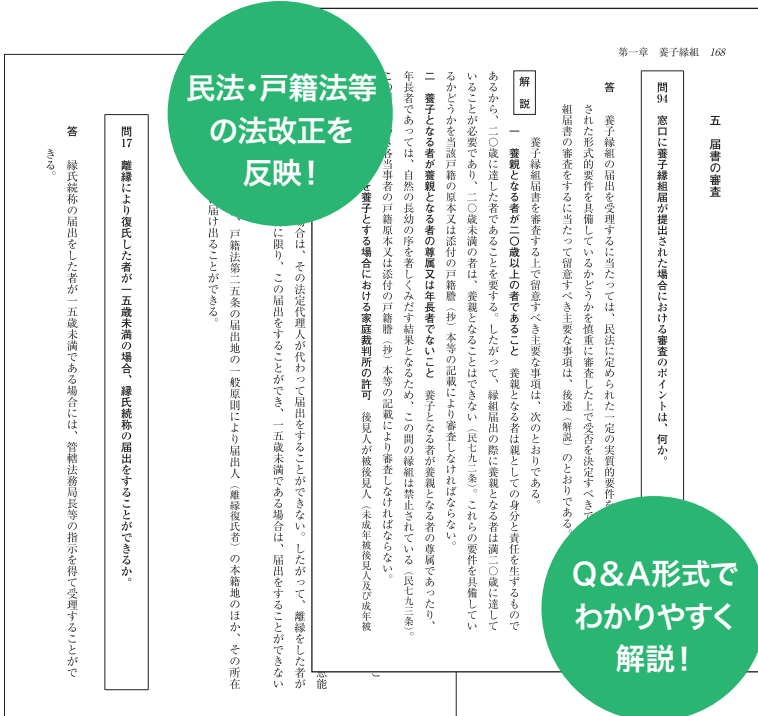 民法・戸籍法等
の法改正を
反映！
第一章　養子縁組　168
五　届書の審査
問94　窓口に養子縁組届が提出された場合における審査のポイントは、何か。
答　養子縁組の届出を受理するに当たっては、民法に定められた一定の実質的要件を
された形式的要件を具備しているかどうかを慎重に審査した上で受否を決定すべきで
組届書の審査をするに当たって留意すべき主要な事項は、後述（解説）のとおりである。
解　説
養子縁組届書を審査する上で留意すべき主要な事項は、次のとおりである。
一　養親となる者が二〇歳以上の者であること　養親となる者は親としての身分と責任を生ずるもので
あるから、二〇歳に達した者であることを要する。したがって、縁組届出の際に養親となる者は満二〇歳に達して
いることが必要であり、二〇歳未満の者は、養親となることはできない（民七九二条）。これらの要件を具備してい
るかどうかを当該戸籍の原本又は添付の戸籍謄（抄）本等の記載により審査しなければならない。
二　養子となる者が養親となる者の尊属又は年長者でないこと　養子となる者が養親となる者の尊属であったり、
年長者であっては、自然の長幼の序を著しくみだす結果となるため、この間の縁組は禁止されている（民七九三条）。
各当事者の戸籍原本又は添付の戸籍謄（抄）本等の記載により審査しなければならない。
を養子とする場合における家庭裁判所の許可　後見人が被後見人（未成年被後見人及び成年被
Q＆A形式で
わかりやすく
解説！
能
場合は、その法定代理人が代わって届出をすることができない。したがって、離縁をした者が
に限り、この届出をすることができ、一五歳未満である場合は、届出をすることができない
、戸籍法第二五条の届出地の一般原則により届出人（離縁復氏者）の本籍地のほか、その所在
届け出ることができる。
問17　離縁により復氏した者が一五歳未満の場合、縁氏続称の届出をすることができるか。
答　縁氏続称の届出をした者が一五歳未満である場合には、管轄法務局長等の指示を得て受理することがで
きる。